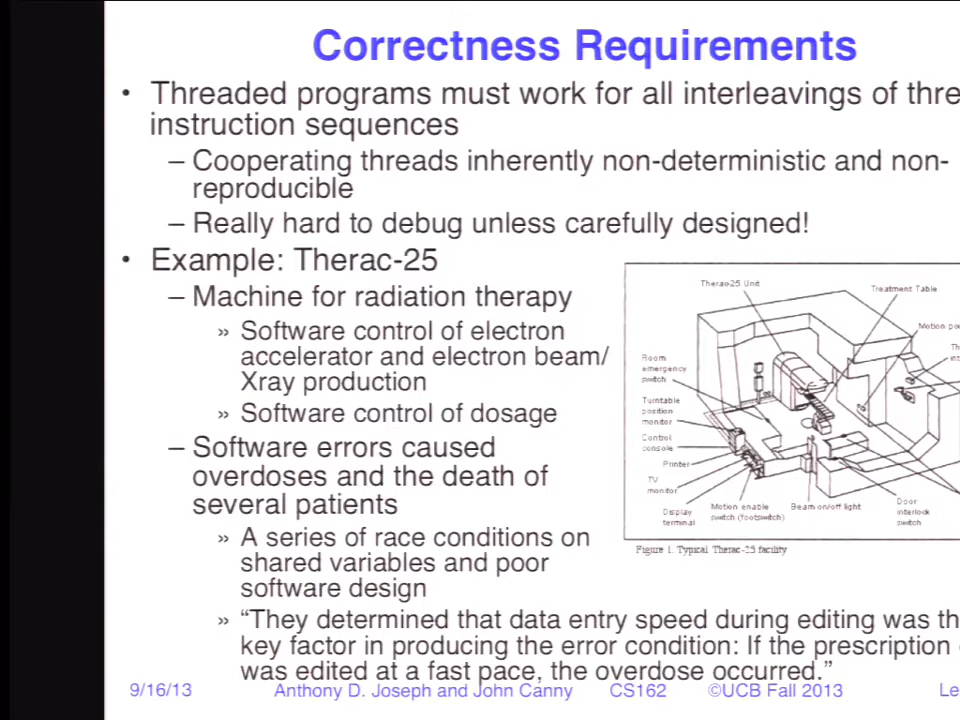 Correctness Requirements
• Threaded programs must work for all interleavings of thre
instruction sequences
– Cooperating threads inherently non-deterministic and non-
reproducible
– Really hard to debug unless carefully designed!
• Example: Therac-25
– Machine for radiation therapy
» Software control of electron
accelerator and electron beam/
Xray production
» Software control of dosage
– Software errors caused
overdoses and the death of
several patients
» A series of race conditions on
shared variables and poor
software design
» “They determined that data entry speed during editing was th
key factor in producing the error condition: If the prescription
was edited at a fast pace, the overdose occurred.”
Therac-25 Unit
Treatment Table
Motion po
Th
int
Room
emergency
switch
Turntable
position
monitor
Control
console
Printer
TV
monitor
Display
terminal
Motion enable
switch (footswitch)
Beam on/off light
Door
interlock
switch
Figure 1. Typical Therac-25 facility
9/16/13 Anthony D. Joseph and John Canny CS162 ©UCB Fall 2013 Le